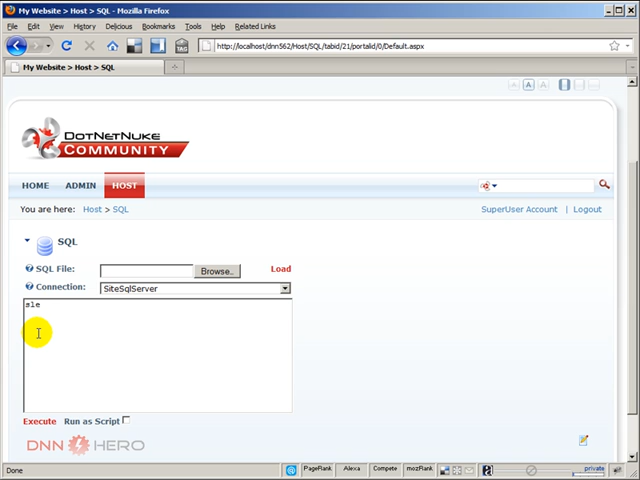 My Website > Host > SQL - Mozilla Firefox
File Edit View History Delicious Bookmarks Tools Help Related Links
http://localhost/dnn562/Host/SQL/tabid/21/portalid/0/Default.aspx
TAG
My Website > Host > SQL
A A A
DOTNETNUKE
COMMUNITY
HOME ADMIN HOST
You are here: Host > SQL SuperUser Account | Logout
SQL
SQL File: Browse.. Load
Connection: SiteSqlServer
sle
Execute Run as Script
DNN HERO
Done PageRank Alexa Compete mozRank private